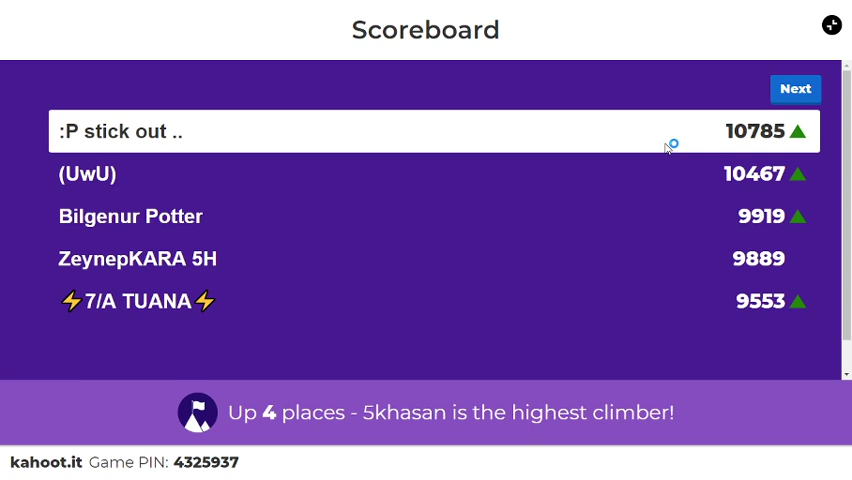 Scoreboard
Next
:P stick out .. 10785
(UwU) 10467
Bilgenur Potter 9919
ZeynepKARA 5H 9889
⚡7/A TUANA⚡ 9553
Up 4 places - 5khasan is the highest climber!
kahoot.it Game PIN: 4325937